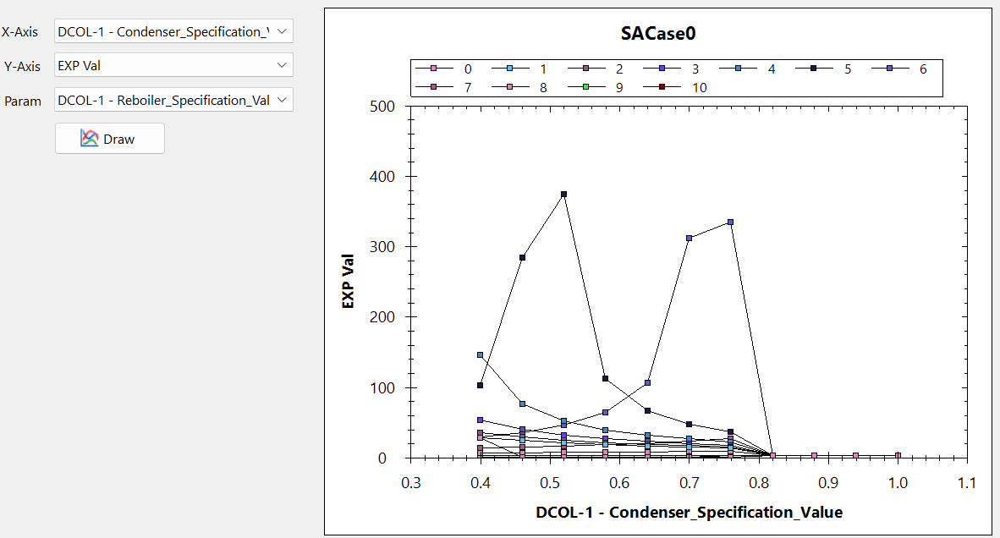 X-Axis DCOL-1 - Condenser_Specification_V
Y-Axis EXP Val
Param DCOL-1 - Reboiler_Specification_Val
Draw
SACase0
0 1 2 3 4 5 6
7 8 9 10
500
400
300
200
100
0
EXP Val
0.3 0.4 0.5 0.6 0.7 0.8 0.9 1.0 1.1
DCOL-1 - Condenser_Specification_Value